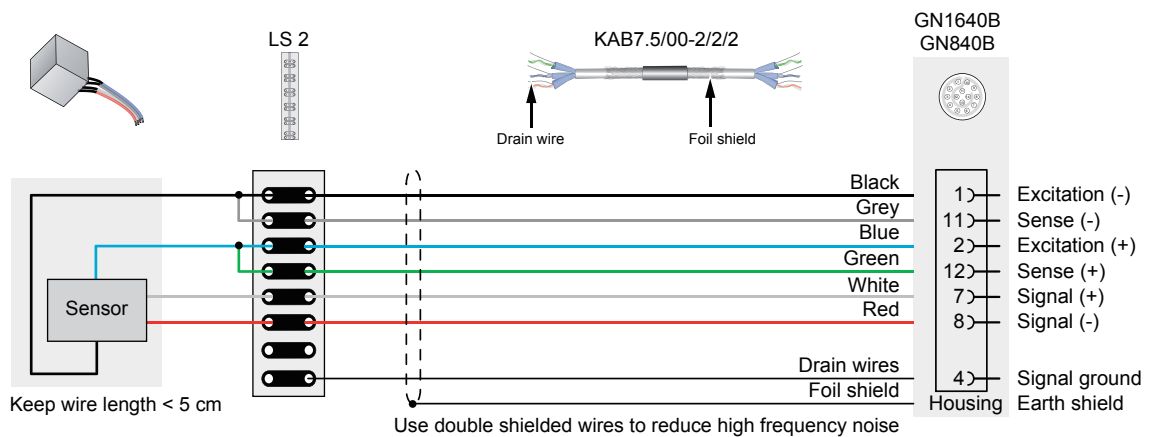 GN1640B
GN840B
LS 2
KAB7.5/00-2/2/2
Drain wire
Foil shield
Black
1
Excitation (-)
Grey
11
Sense (-)
Blue
2
Excitation (+)
Green
12
Sense (+)
White
7
Signal (+)
Sensor
Red
8
Signal (-)
Drain wires
4
Signal ground
Foil shield
Housing
Earth shield
Keep wire length < 5 cm
Use double shielded wires to reduce high frequency noise